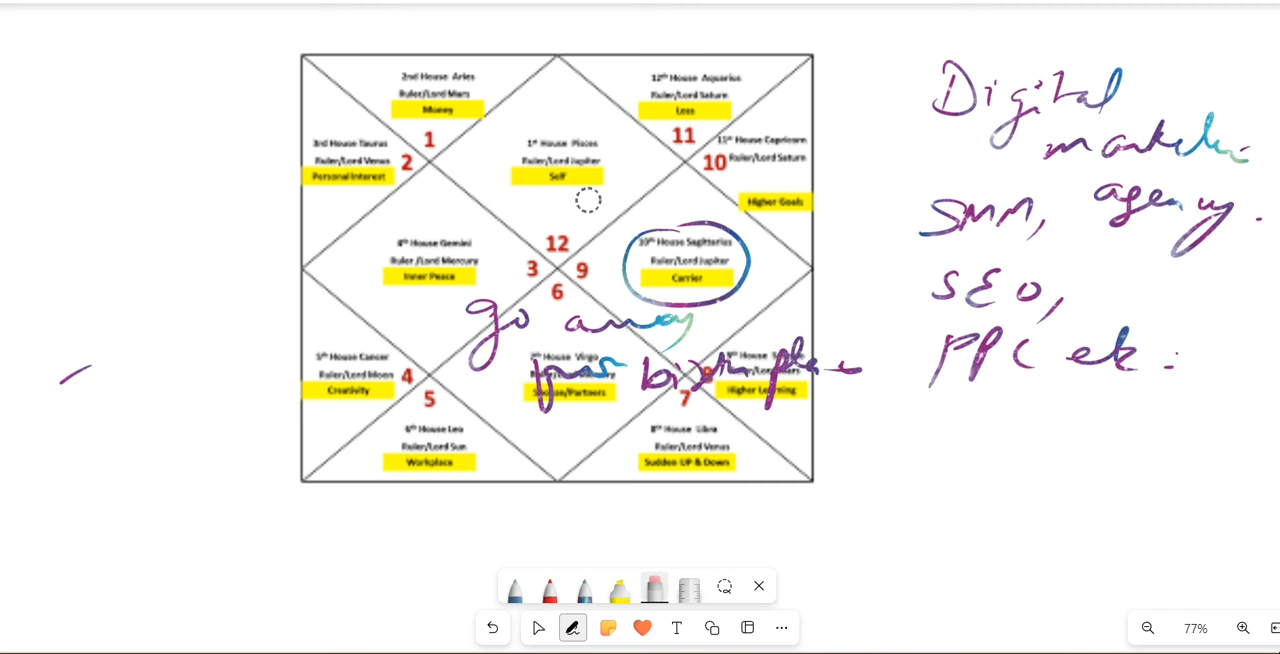 2nd House Aries
Ruler/Lord Mars
Money
1
12th House Aquarius
Ruler/Lord Saturn
Loss
11
3rd House Taurus
Ruler/Lord Venus
Personal Interest
2
1st House Pisces
Ruler/Lord Jupiter
Self
12
11th House Capricorn
Ruler/Lord Saturn
Higher Goals
10
4th House Gemini
Ruler /Lord Mercury
Inner Peace
3
10th House Sagittarius
Ruler/Lord Jupiter
Carrier
9
6
5th House Cancer
Ruler/Lord Moon
Creativity
4
7th House Virgo
9th House
Higher Learning
8
6th House Leo
Ruler/Lord Sun
Workplace
5
8th House Libra
Ruler/Lord Venus
Sudden UP & Down
7
go away
birth place
Digital
agency.
SMM,
SEO,
PPC etc.
77%